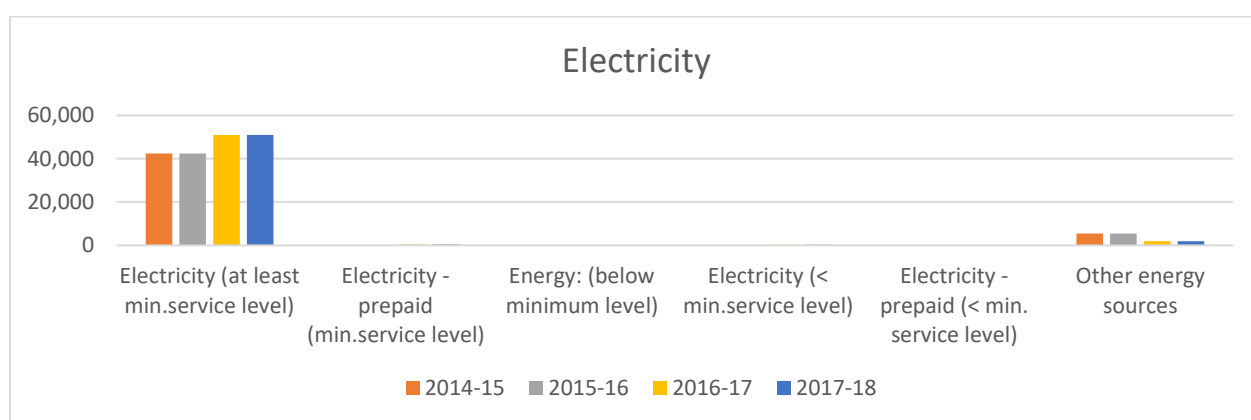 Electricity
60,000
40,000
20,000
0
Electricity (at least
min.service level)
Electricity -
prepaid
(min.service level)
Energy: (below
minimum level)
Electricity (<
min.service level)
Electricity -
prepaid (< min.
service level)
Other energy
sources
2014-15 2015-16 2016-17 2017-18